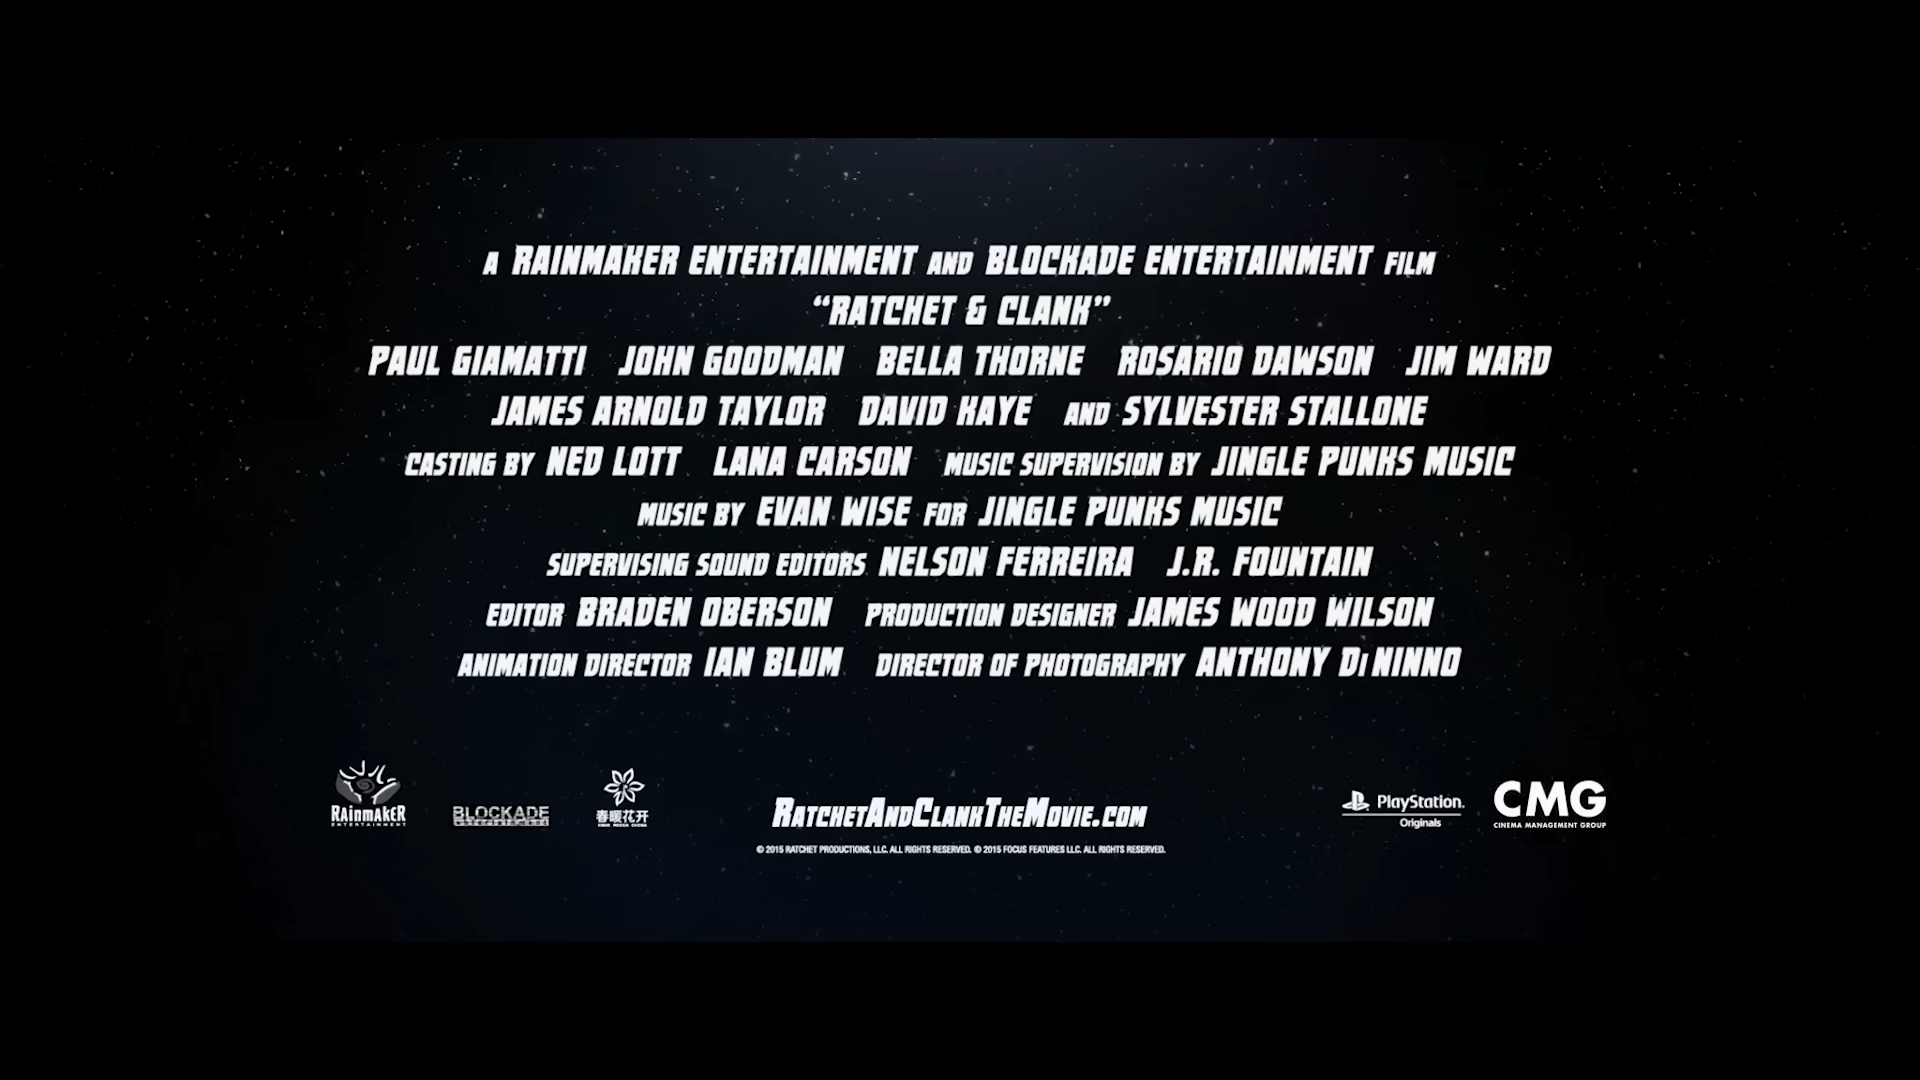 A RAINMAKER ENTERTAINMENT AND BLOCKADE ENTERTAINMENT FILM
“RATCHET & CLANK”
PAUL GIAMATTI JOHN GOODMAN BELLA THORNE ROSARIO DAWSON JIM WARD
JAMES ARNOLD TAYLOR DAVID KAYE AND SYLVESTER STALLONE
CASTING BY NED LOTT LANA CARSON MUSIC SUPERVISION BY JINGLE PUNKS MUSIC
MUSIC BY EVAN WISE FOR JINGLE PUNKS MUSIC
SUPERVISING SOUND EDITORS NELSON FERREIRA J.R. FOUNTAIN
EDITOR BRADEN OBERSON PRODUCTION DESIGNER JAMES WOOD WILSON
ANIMATION DIRECTOR IAN BLUM DIRECTOR OF PHOTOGRAPHY ANTHONY Di NINNO
RAinmAkeR
ENTERTAINMENT
BLOCKADE
entertainment
春暖花开
RATCHETANDCLANKTHEMOVIE.COM
PlayStation.
Originals
CMG
CINEMA MANAGEMENT GROUP
© 2015 RATCHET PRODUCTIONS, LLC. ALL RIGHTS RESERVED. © 2015 FOCUS FEATURES LLC. ALL RIGHTS RESERVED.